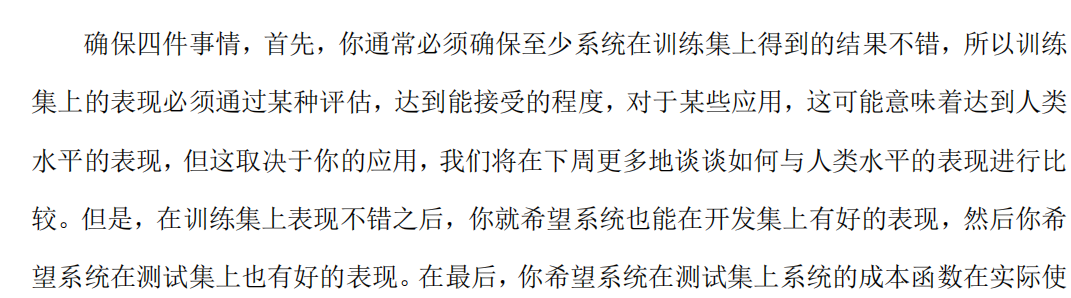 确保四件事情，首先，你通常必须确保至少系统在训练集上得到的结果不错，所以训练
集上的表现必须通过某种评估，达到能接受的程度，对于某些应用，这可能意味着达到人类
水平的表现，但这取决于你的应用，我们将在下周更多地谈谈如何与人类水平的表现进行比
较。但是，在训练集上表现不错之后，你就希望系统也能在开发集上有好的表现，然后你希
望系统在测试集上也有好的表现。在最后，你希望系统在测试集上系统的成本函数在实际使